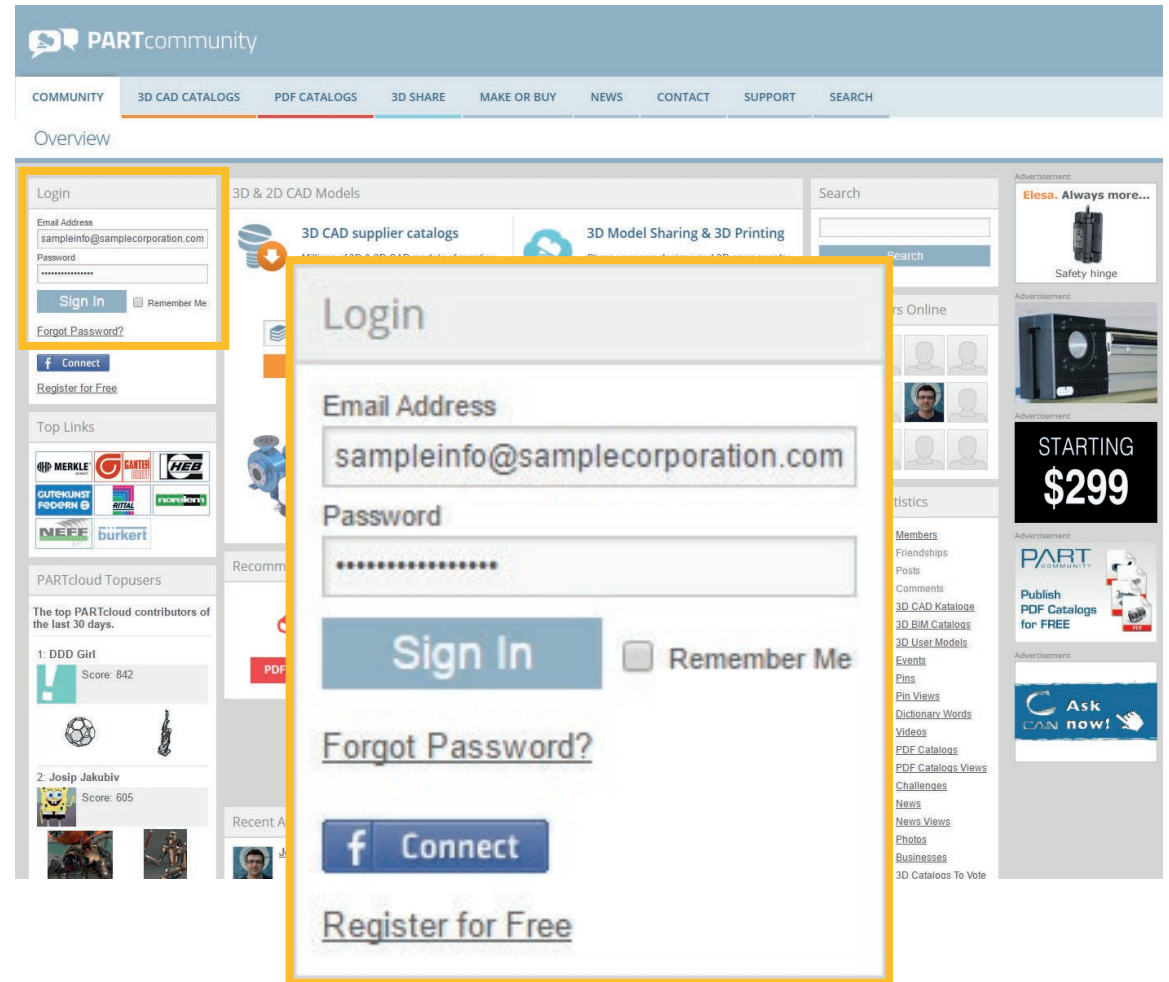 PARTcommunity
COMMUNITY 3D CAD CATALOGS PDF CATALOGS 3D SHARE MAKE OR BUY NEWS CONTACT SUPPORT SEARCH
Overview
Login
Email Address
sampleinfo@samplecorporation.com
Password
••••••••••••••••
Sign In Remember Me
Forgot Password?
f Connect
Register for Free
Top Links
MERKLE
GANTER
HEB
GUTEKUNST
FEDERN
RITTAL
norelem
NEFF
bürkert
PARTcloud Topusers
The top PARTcloud contributors of
the last 30 days.
1: DDD Girl
Score: 842
2: Josip Jakubiv
Score: 605
3D & 2D CAD Models
3D CAD supplier catalogs
3D Model Sharing & 3D Printing
Recomm
PDF
Recent A
Login
Email Address
sampleinfo@samplecorporation.com
Password
••••••••••••••••
Sign In Remember Me
Forgot Password?
f Connect
Register for Free
Search
Search
rs Online
tistics
Members
Friendships
Posts
Comments
3D CAD Kataloge
3D BIM Catalogs
3D User Models
Events
Pins
Pin Views
Dictionary Words
Videos
PDF Catalogs
PDF Catalogs Views
Challenges
News
News Views
Photos
Businesses
3D Catalogs To Vote
Advertisement
Elesa. Always more...
Safety hinge
Advertisement
Advertisement
STARTING
$299
Advertisement
PART
COMMUNITY
Publish
PDF Catalogs
for FREE
PDF
Advertisement
Ask
CAN now!